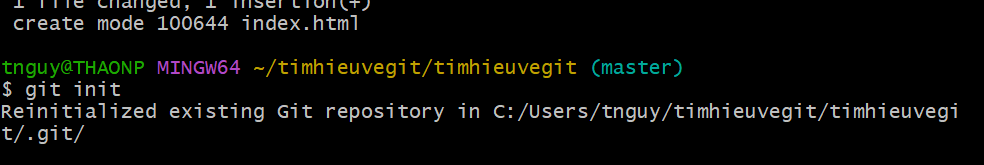 1 file changed, 1 insertion(+)
create mode 100644 index.html
tnguy@THAONP MINGW64 ~/timhieuvegit/timhieuvegit (master)
$ git init
Reinitialized existing Git repository in C:/Users/tnguy/timhieuvegit/timhieuvegi
t/.git/